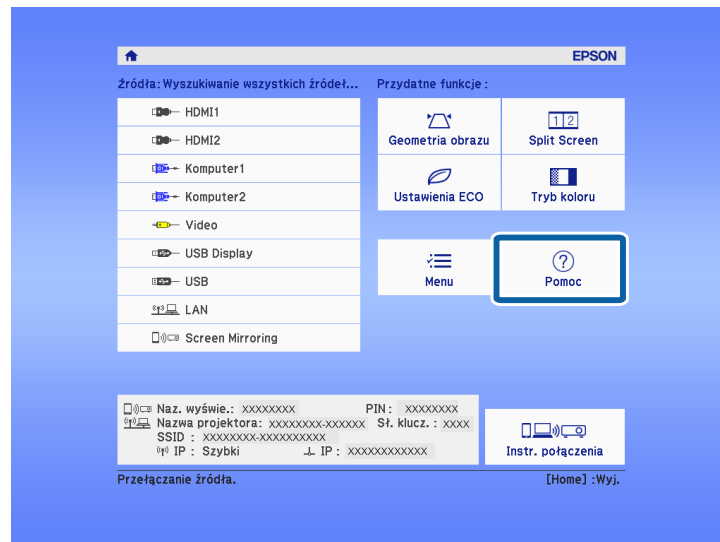 EPSON
Źródła: Wyszukiwanie wszystkich źródeł...
HDMI1
HDMI2
Komputer1
Komputer2
Video
USB Display
USB
LAN
Screen Mirroring
Przydatne funkcje :
Geometria obrazu
1 2
Split Screen
Ustawienia ECO
Tryb koloru
Menu
?
Pomoc
Naz. wyświe.: XXXXXXXX PIN : XXXXXXXX
Nazwa projektora: XXXXXXXX-XXXXXX Sł. klucz. : XXXX
SSID : XXXXXXXX-XXXXXXXXXX
IP : Szybki IP : XXXXXXXXXXXX
Instr. połączenia
Przełączanie źródła. [Home] :Wyj.